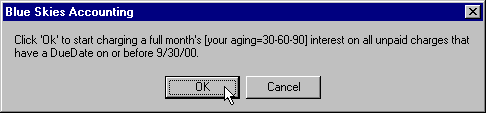 Blue Skies Accounting
Click 'Ok' to start charging a full month's [your aging=30-60-90] interest on all unpaid charges that
have a DueDate on or before 9/30/00.
OK
Cancel